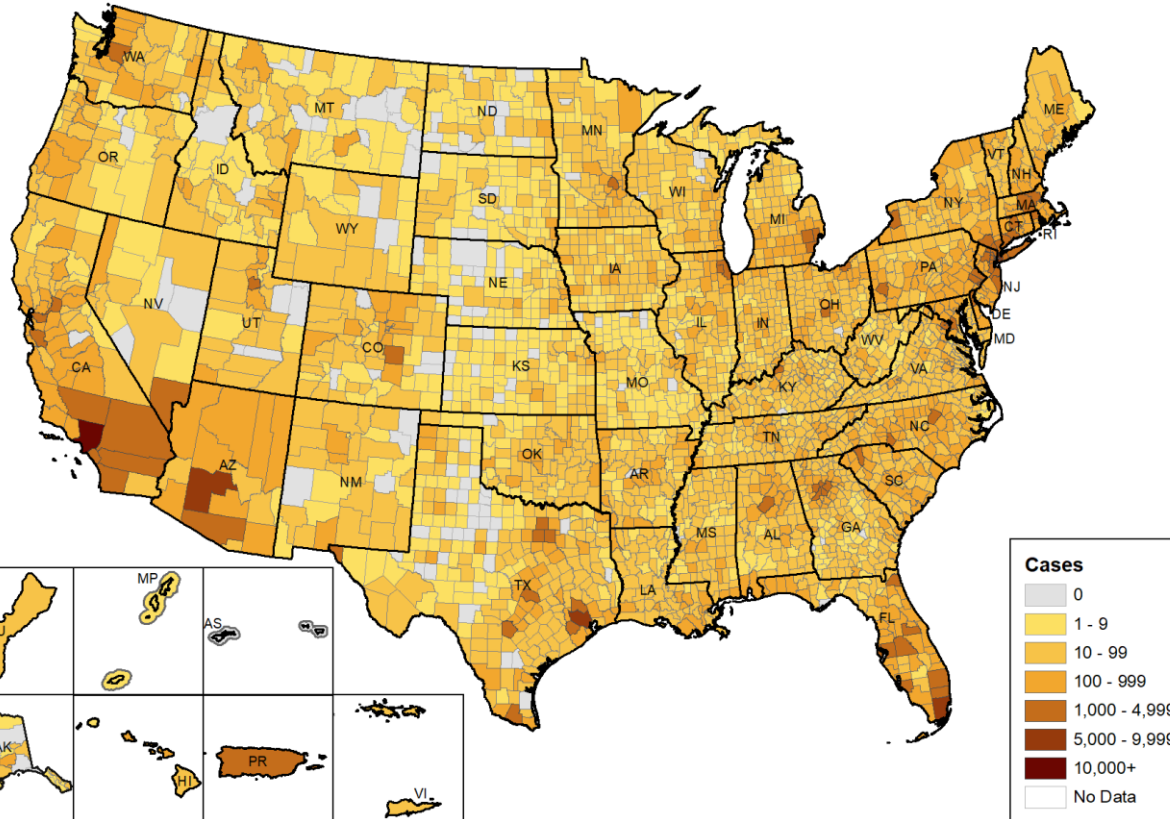 WA
MT
ND
MN
ME
OR
ID
SD
WI
VT
NH
NY
MA
WY
MI
CT
RI
NV
NE
IA
PA
UT
IL
IN
OH
NJ
DE
CO
WV
MD
CA
KS
MO
KY
VA
AZ
NM
OK
AR
TN
NC
SC
MS
AL
GA
TX
LA
FL
MP
AS
AK
HI
PR
VI
Cases
0
1 - 9
10 - 99
100 - 999
1,000 - 4,999
5,000 - 9,999
10,000+
No Data